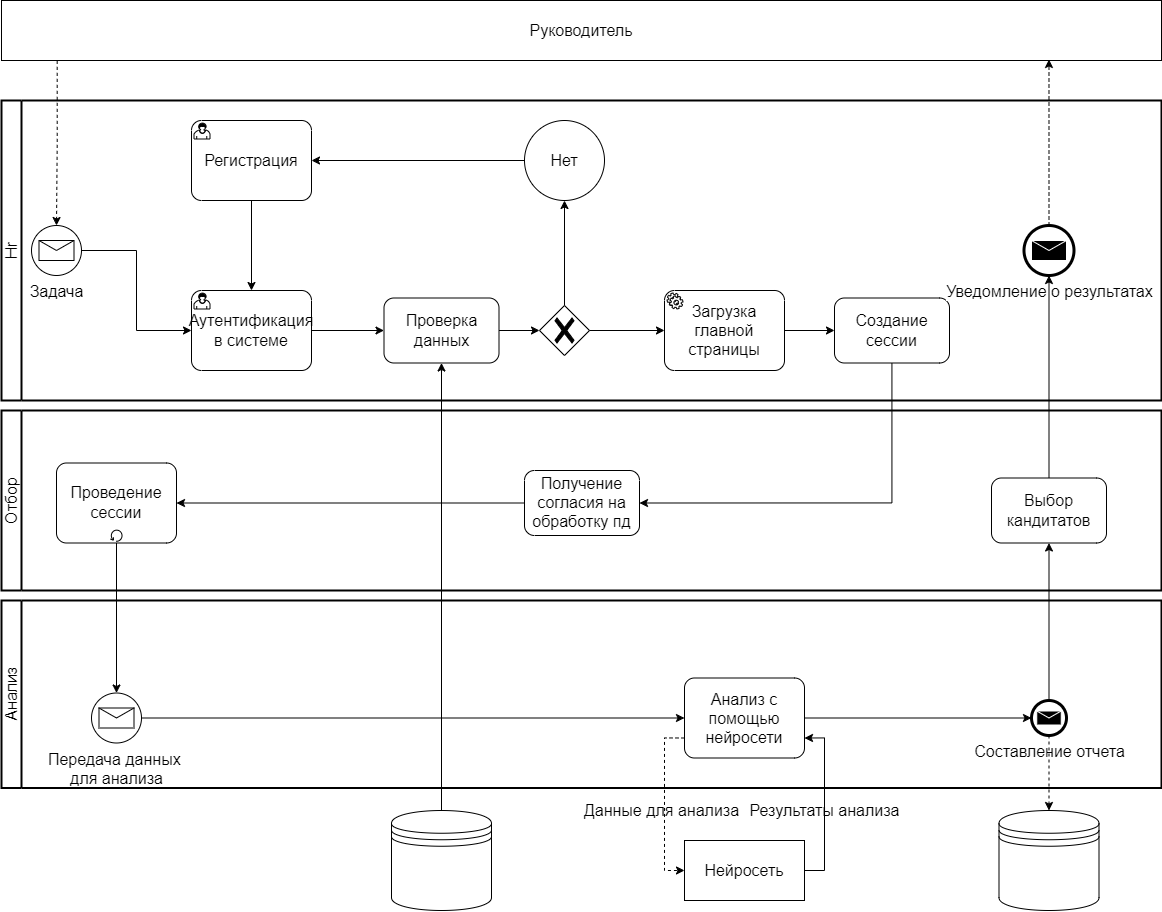 Руководитель
Hr
Регистрация
Нет
Задача
Уведомление о результатах
Аутентификация
в системе
Проверка
данных
Загрузка
главной
страницы
Создание
сессии
Отбор
Проведение
сессии
Получение
согласия на
обработку пд
Выбор
кандитатов
Анализ
Передача данных
для анализа
Анализ с
помощью
нейросети
Составление отчета
Данные для анализа
Результаты анализа
Нейросеть